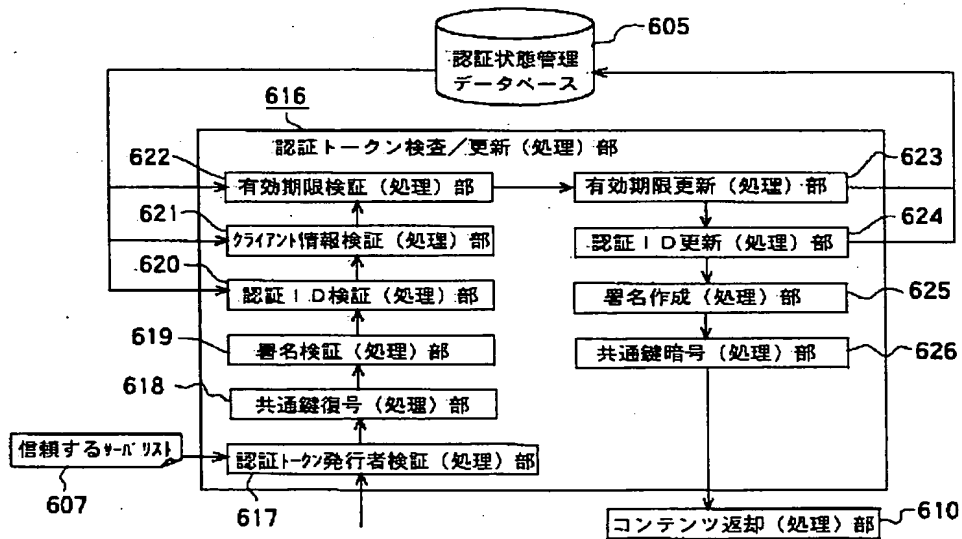 605
認証状態管理
データベース
616
認証トークン検査/更新(処理)部
622
有効期限検証(処理)部
623
有効期限更新(処理)部
621
クライアント情報検証(処理)部
624
認証ID更新(処理)部
620
認証ID検証(処理)部
625
署名作成(処理)部
619
署名検証(処理)部
626
共通鍵暗号(処理)部
618
共通鍵復号(処理)部
信頼するサーバリスト
607
認証トークン発行者検証(処理)部
617
610
コンテンツ返却(処理)部